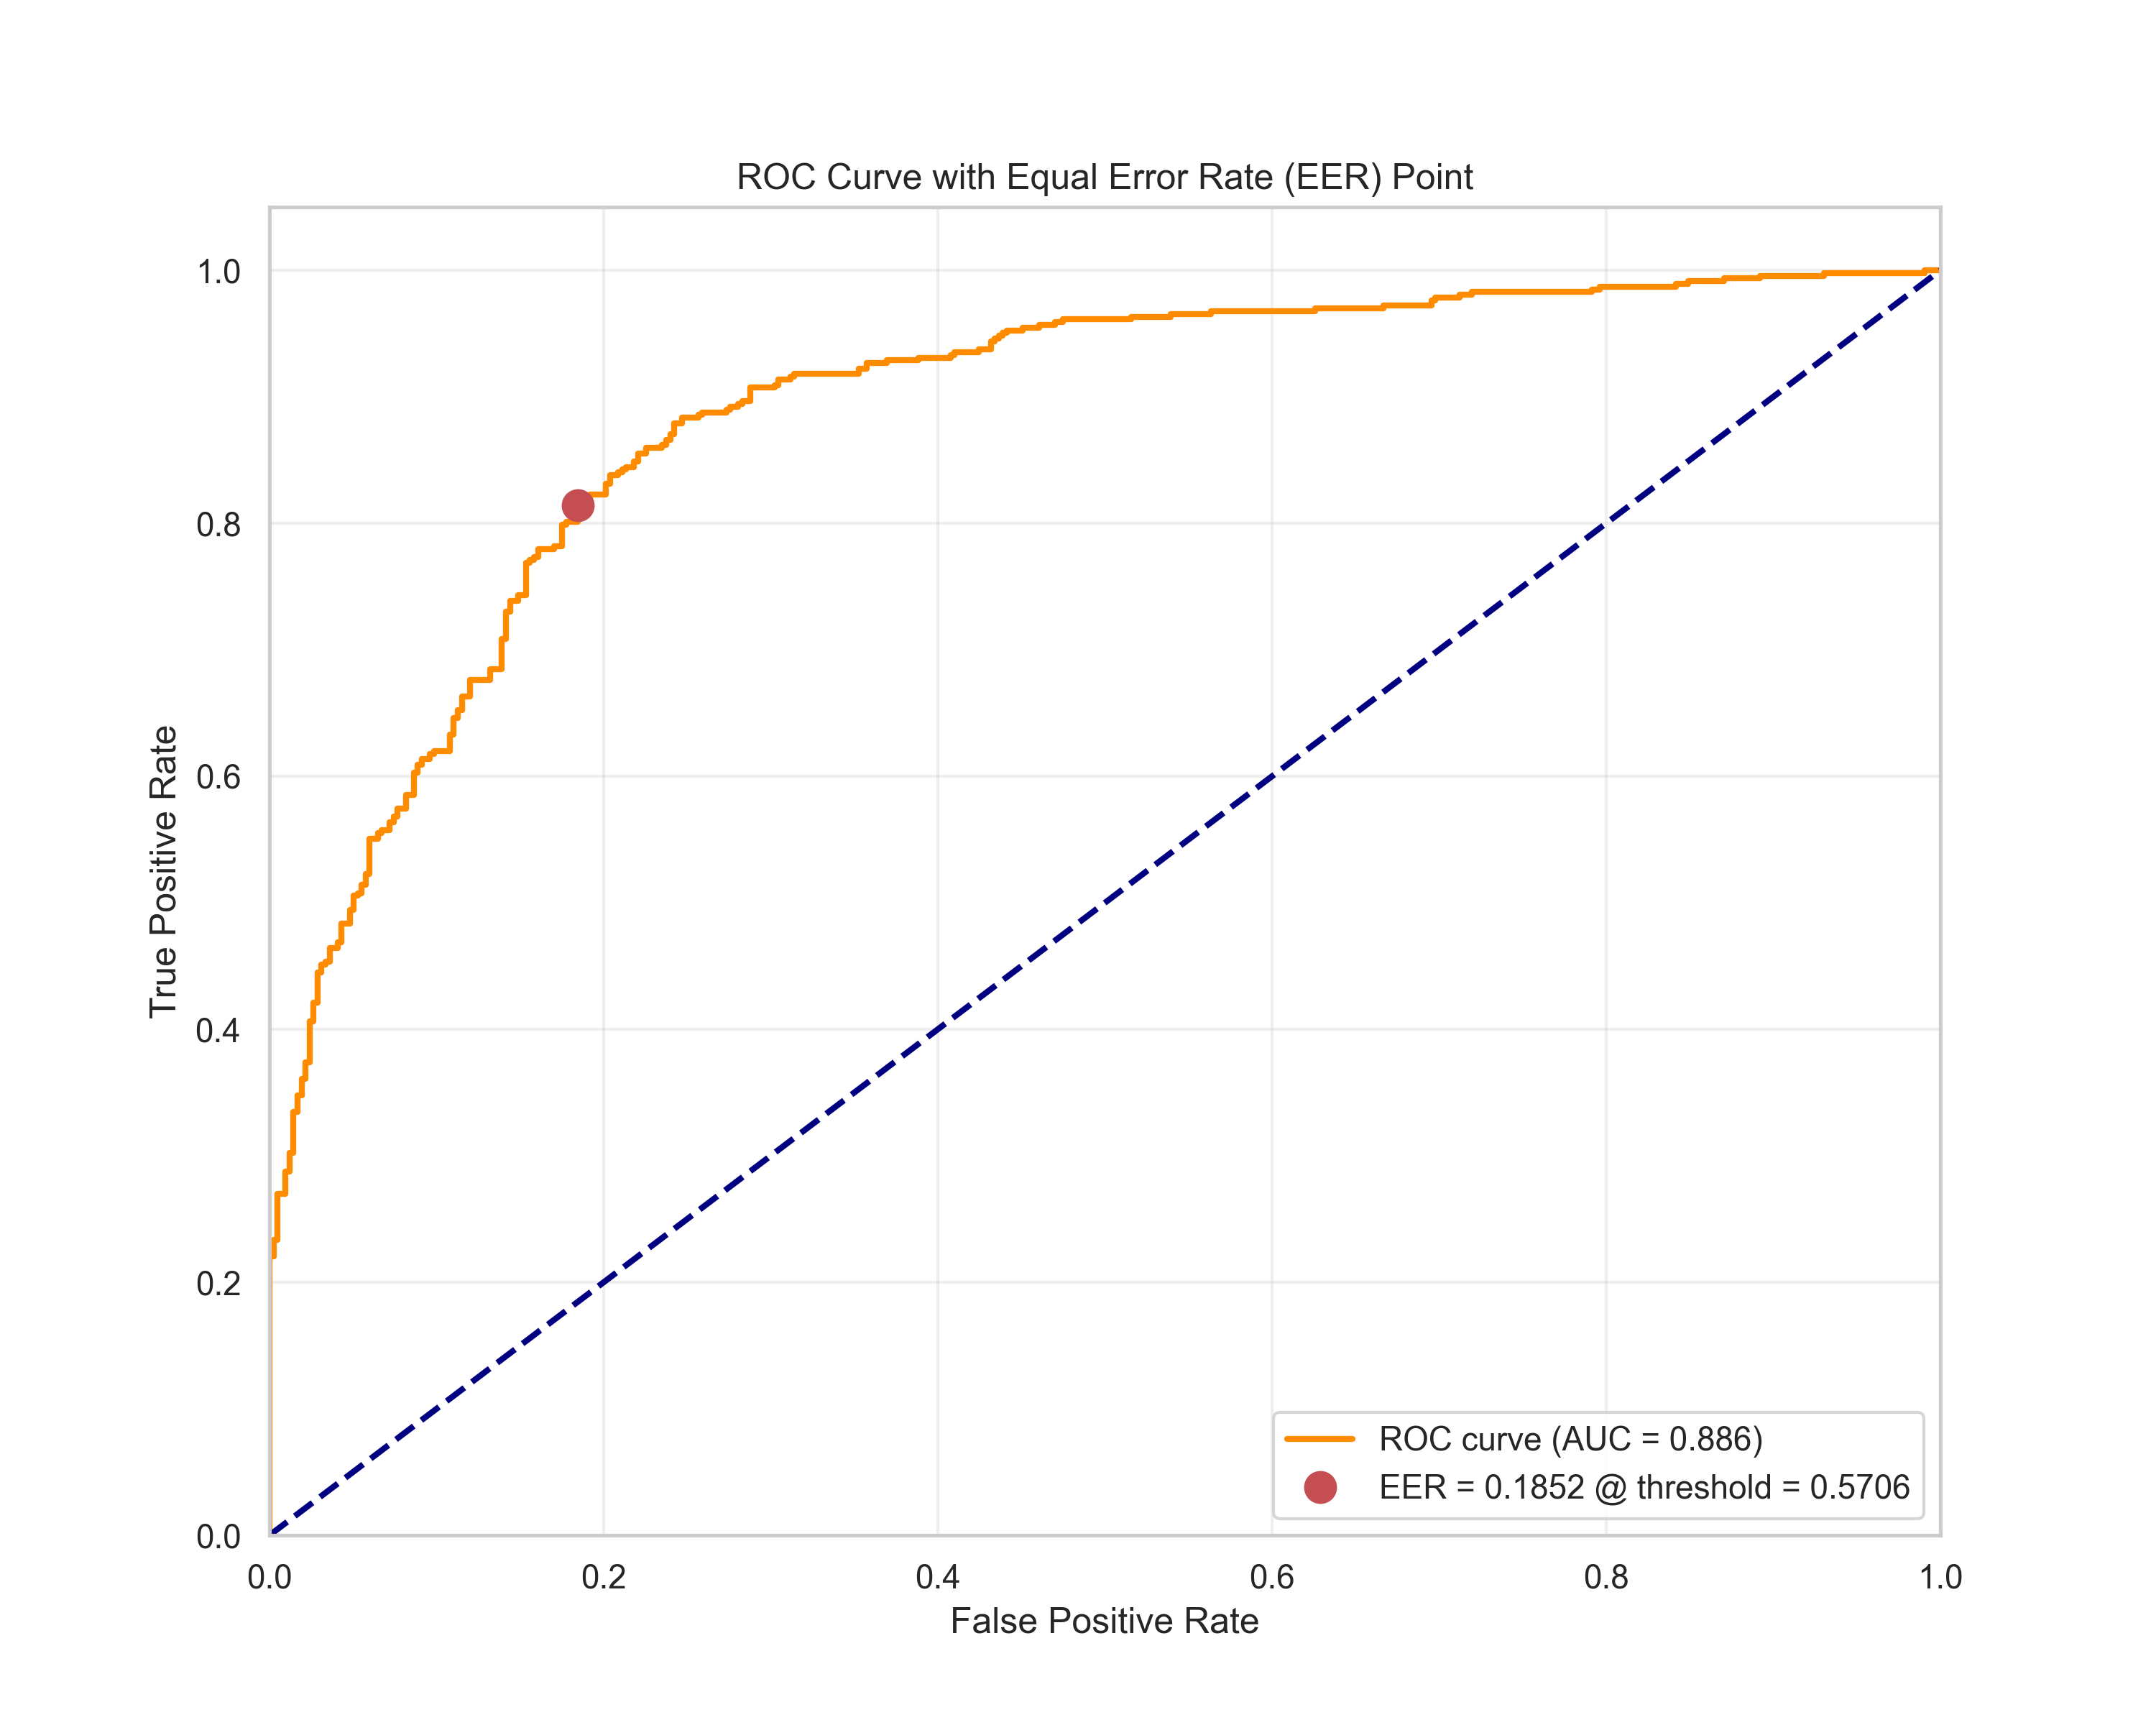 ROC Curve with Equal Error Rate (EER) Point
True Positive Rate
1.0
0.8
0.6
0.4
0.2
0.0
0.0 0.2 0.4 0.6 0.8 1.0
False Positive Rate
ROC curve (AUC = 0.886)
EER = 0.1852 @ threshold = 0.5706